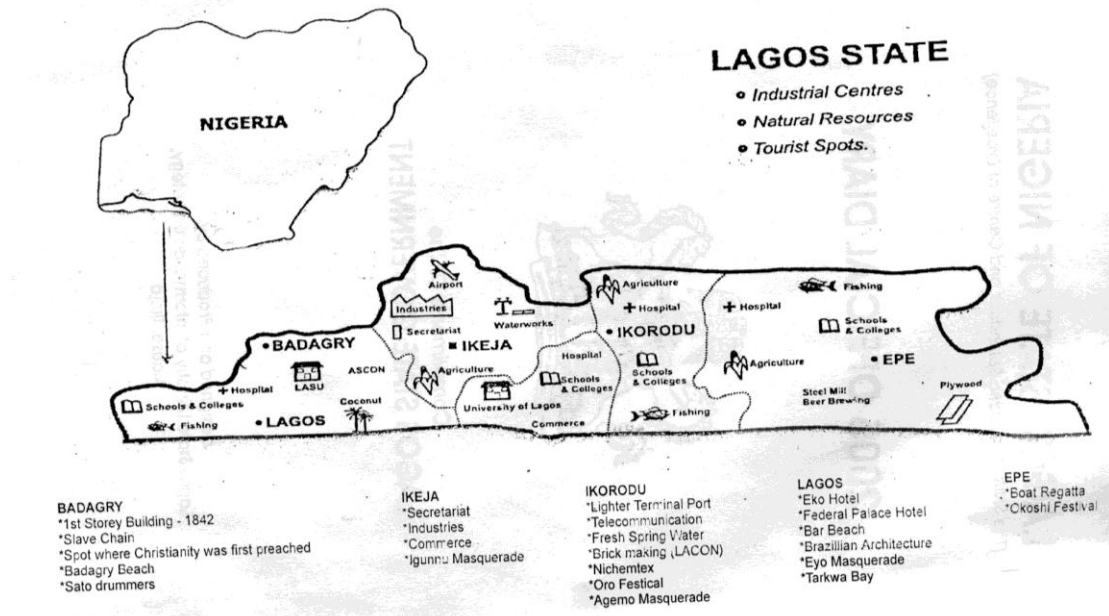 LAGOS STATE
• Industrial Centres
• Natural Resources
• Tourist Spots.
NIGERIA
Airport
Industries
Waterworks
Secretariat
IKEJA
Agriculture
BADAGRY
LASU
ASCON
Hospital
Schools & Colleges
Coconut
Fishing
LAGOS
University of Lagos
Hospital
Schools
& Colleges
Commerce
Agriculture
Hospital
IKORODU
Schools
& Colleges
Fishing
Fishing
Hospital
Schools
& Colleges
Agriculture
EPE
Steel Mill
Beer Brewing
Plywood
BADAGRY
*1st Storey Building - 1842
*Slave Chain
*Spot where Christianity was first preached
*Badagry Beach
*Sato drummers
IKEJA
*Secretariat
*Industries
*Commerce
*Igunnu Masquerade
IKORODU
*Lighter Terminal Port
*Telecommunication
*Fresh Spring Water
*Brick making (LACON)
*Nichemtex
*Oro Festical
*Agemo Masquerade
LAGOS
*Eko Hotel
*Federal Palace Hotel
*Bar Beach
*Brazillian Architecture
*Eyo Masquerade
*Tarkwa Bay
EPE
*Boat Regatta
*Okoshi Festival